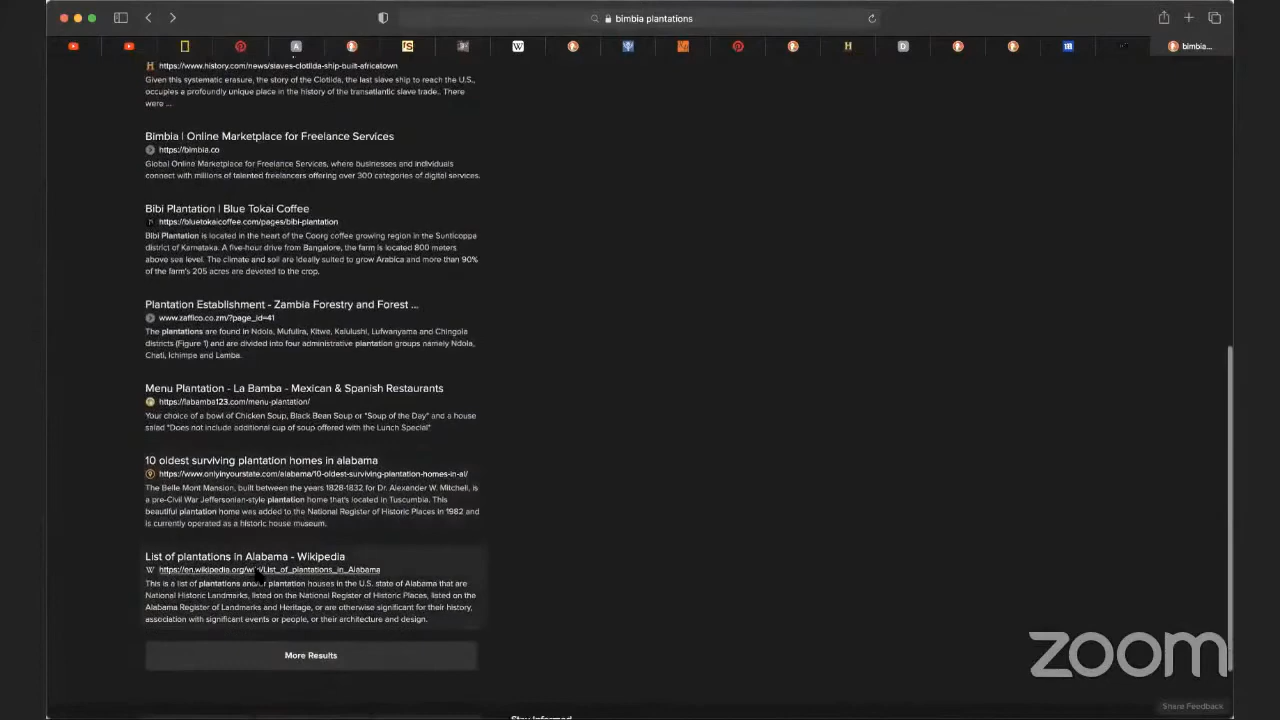 bimbia plantations
bimbia...
https://www.history.com/news/slaves-clotilda-ship-built-africatown
Given this systematic erasure, the story of the Clotilda, the last slave ship to reach the U.S.,
occupies a profoundly unique place in the history of the transatlantic slave trade.. There
were ...
Bimbia | Online Marketplace for Freelance Services
https://bimbia.co
Global Online Marketplace for Freelance Services, where businesses and individuals
connect with millions of talented freelancers offering over 300 categories of digital services.
Bibi Plantation | Blue Tokai Coffee
https://bluetokaicoffee.com/pages/bibi-plantation
Bibi Plantation is located in the heart of the Coorg coffee growing region in the Sunticoppa
district of Karnataka. A five-hour drive from Bangalore, the farm is located 800 meters
above sea level. The climate and soil are ideally suited to grow Arabica and more than 90%
of the farm's 205 acres are devoted to the crop.
Plantation Establishment - Zambia Forestry and Forest ...
www.zaffico.co.zm/?page_id=41
The plantations are found in Ndola, Mufulira, Kitwe, Kalulushi, Lufwanyama and Chingola
districts (Figure 1) and are divided into four administrative plantation groups namely Ndola,
Chati, Ichimpe and Lamba.
Menu Plantation - La Bamba - Mexican & Spanish Restaurants
https://labamba123.com/menu-plantation/
Your choice of a bowl of Chicken Soup, Black Bean Soup or "Soup of the Day" and a house
salad "Does not include additional cup of soup offered with the Lunch Special"
10 oldest surviving plantation homes in alabama
https://www.onlyinyourstate.com/alabama/10-oldest-surviving-plantation-homes-in-al/
The Belle Mont Mansion, built between the years 1828-1832 for Dr. Alexander W. Mitchell, is
a pre-Civil War Jeffersonian-style plantation home that's located in Tuscumbia. This
beautiful plantation home was added to the National Register of Historic Places in 1982 and
is currently operated as a historic house museum.
List of plantations in Alabama - Wikipedia
https://en.wikipedia.org/wiki/List_of_plantations_in_Alabama
This is a list of plantations and/or plantation houses in the U.S. state of Alabama that are
National Historic Landmarks, listed on the National Register of Historic Places, listed on the
Alabama Register of Landmarks and Heritage, or are otherwise significant for their history,
association with significant events or people, or their architecture and design.
More Results
zoom
Share Feedback
Stay Informed